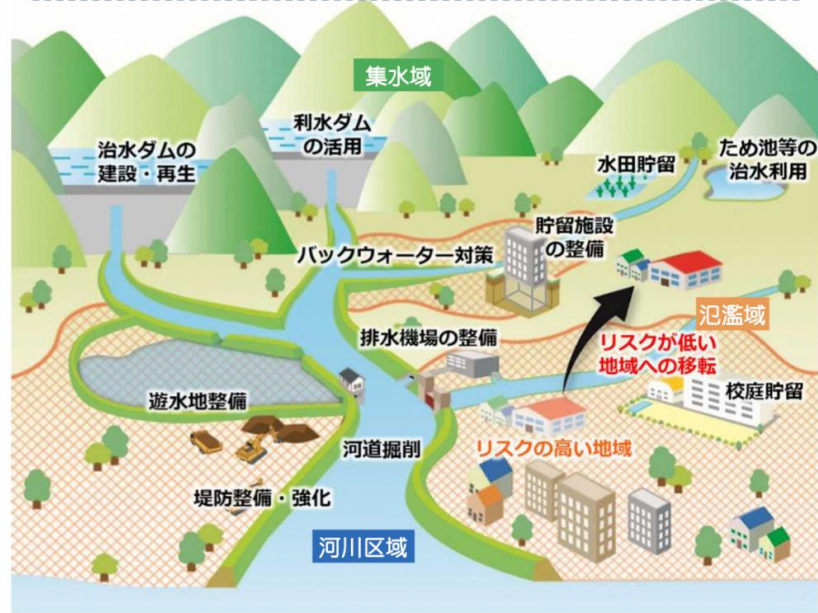 集水域
治水ダムの
建設・再生
利水ダム
の活用
水田貯留
ため池等の
治水利用
バックウォーター対策
貯留施設
の整備
氾濫域
排水機場の整備
リスクが低い
地域への移転
遊水地整備
校庭貯留
河道掘削
リスクの高い地域
堤防整備・強化
河川区域